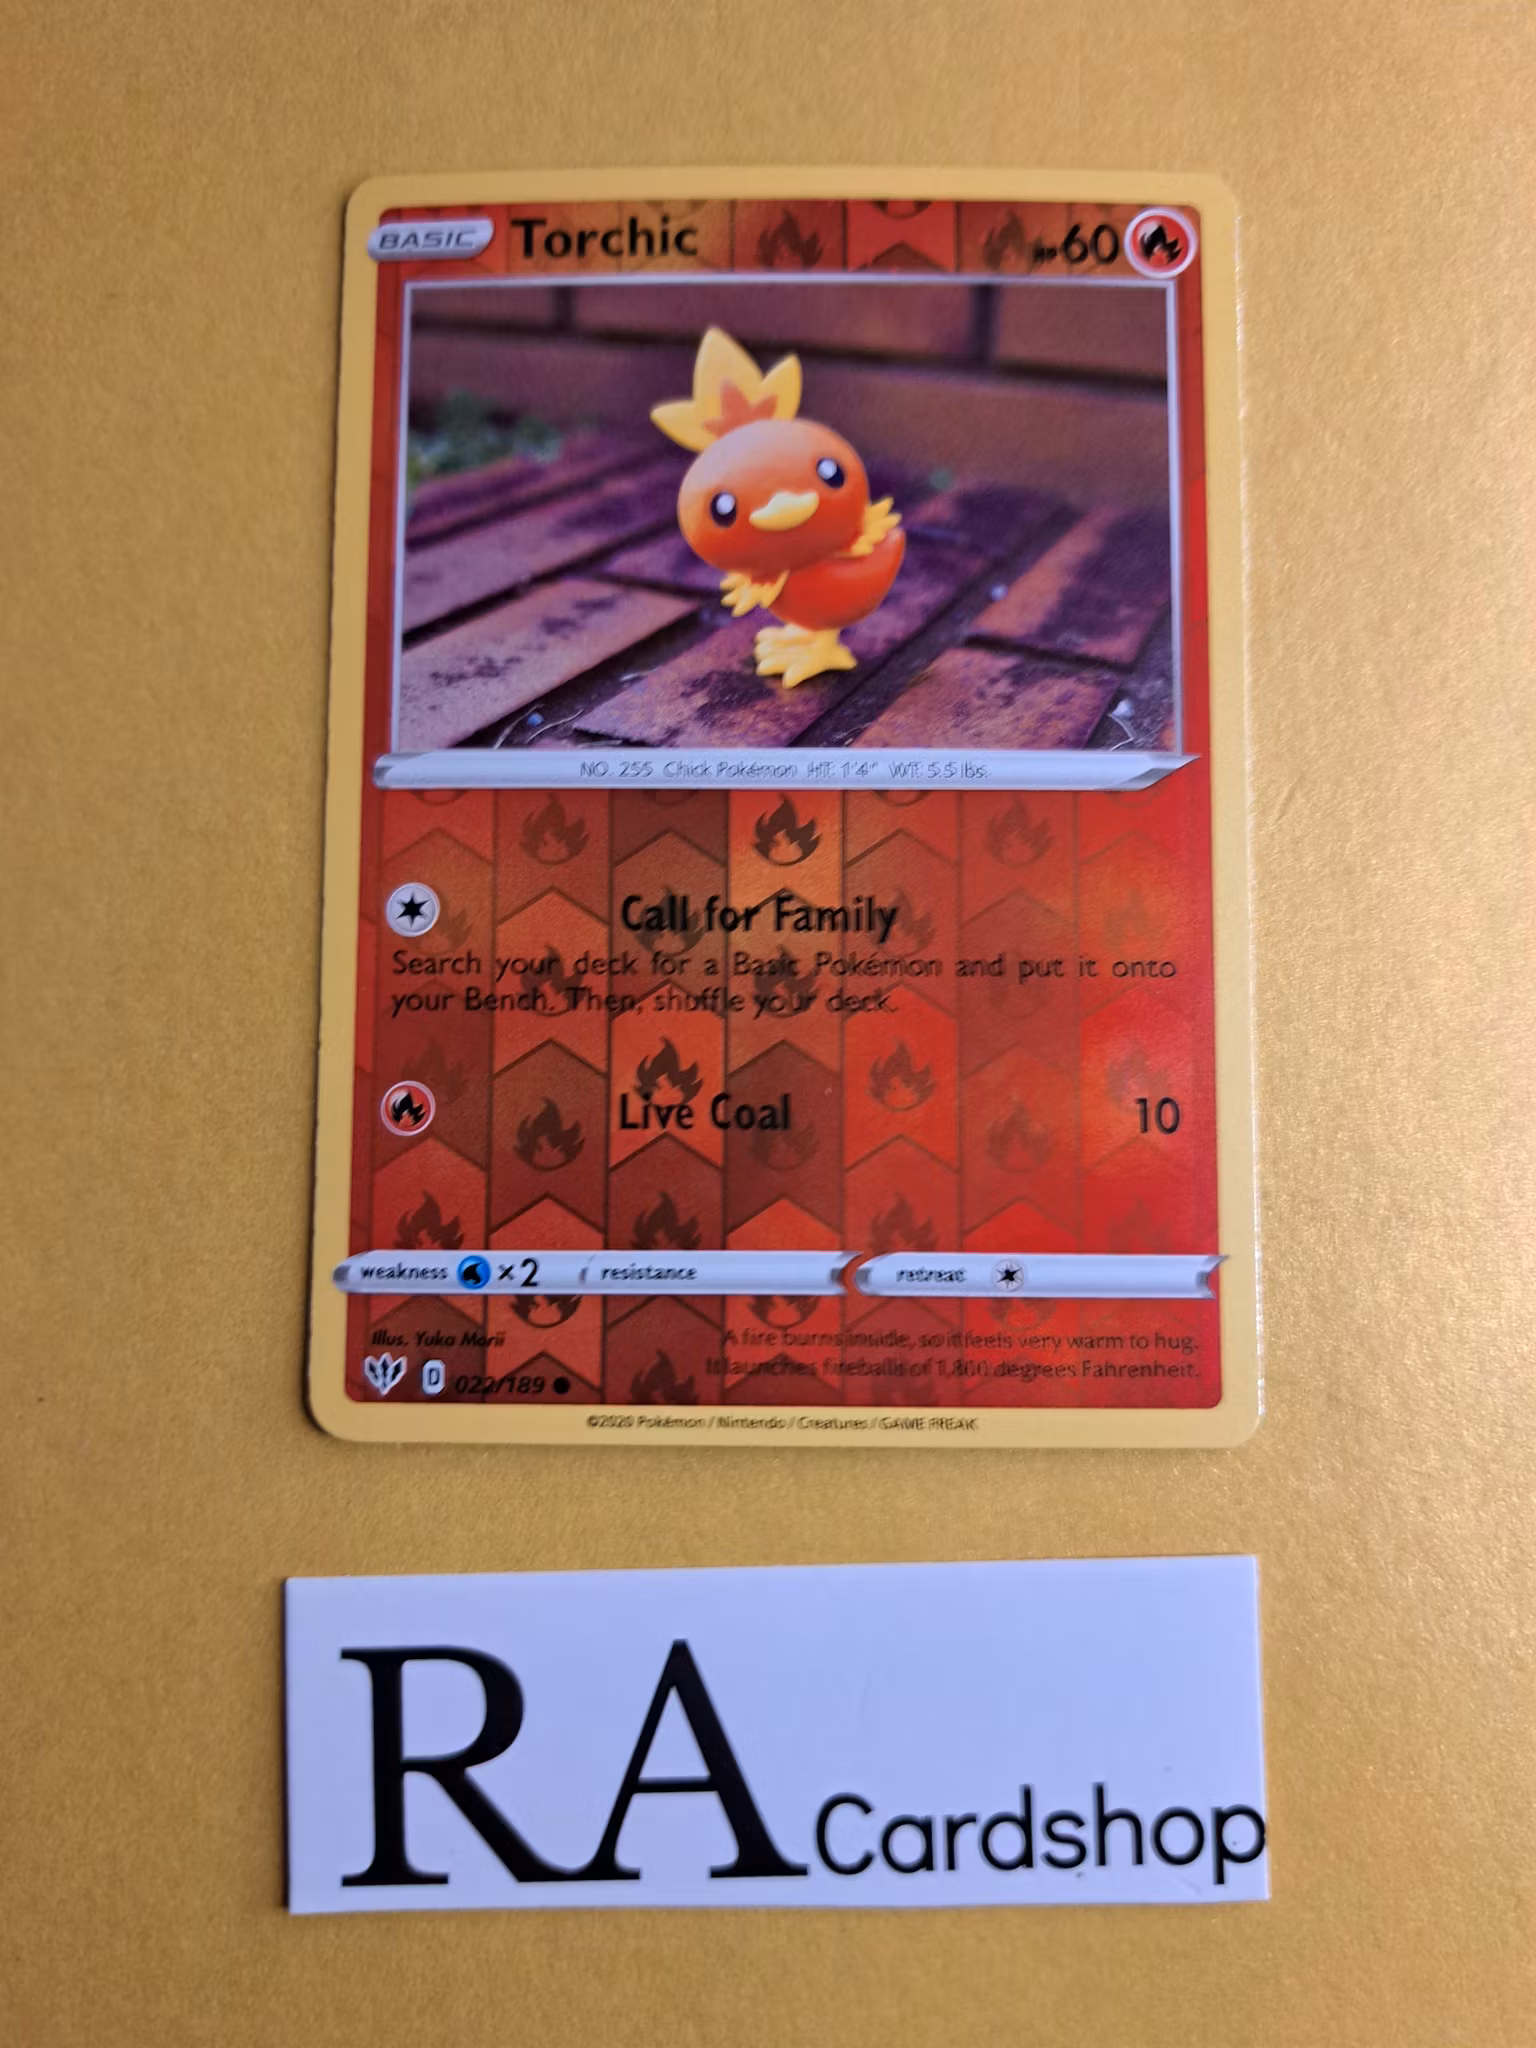 BASIC Torchic HP 60
NO. 255 Chick Pokémon HT: 1'4" WT: 5.5 lbs.
Call for Family
Search your deck for a Basic Pokémon and put it onto
your Bench. Then, shuffle your deck.
Live Coal 10
weakness ×2 resistance retreat
Illus. Yuka Morii
A fire burns inside, so it feels very warm to hug.
It launches fireballs of 1,800 degrees Fahrenheit.
D 022/189
©2020 Pokémon / Nintendo / Creatures / GAME FREAK
RA Cardshop